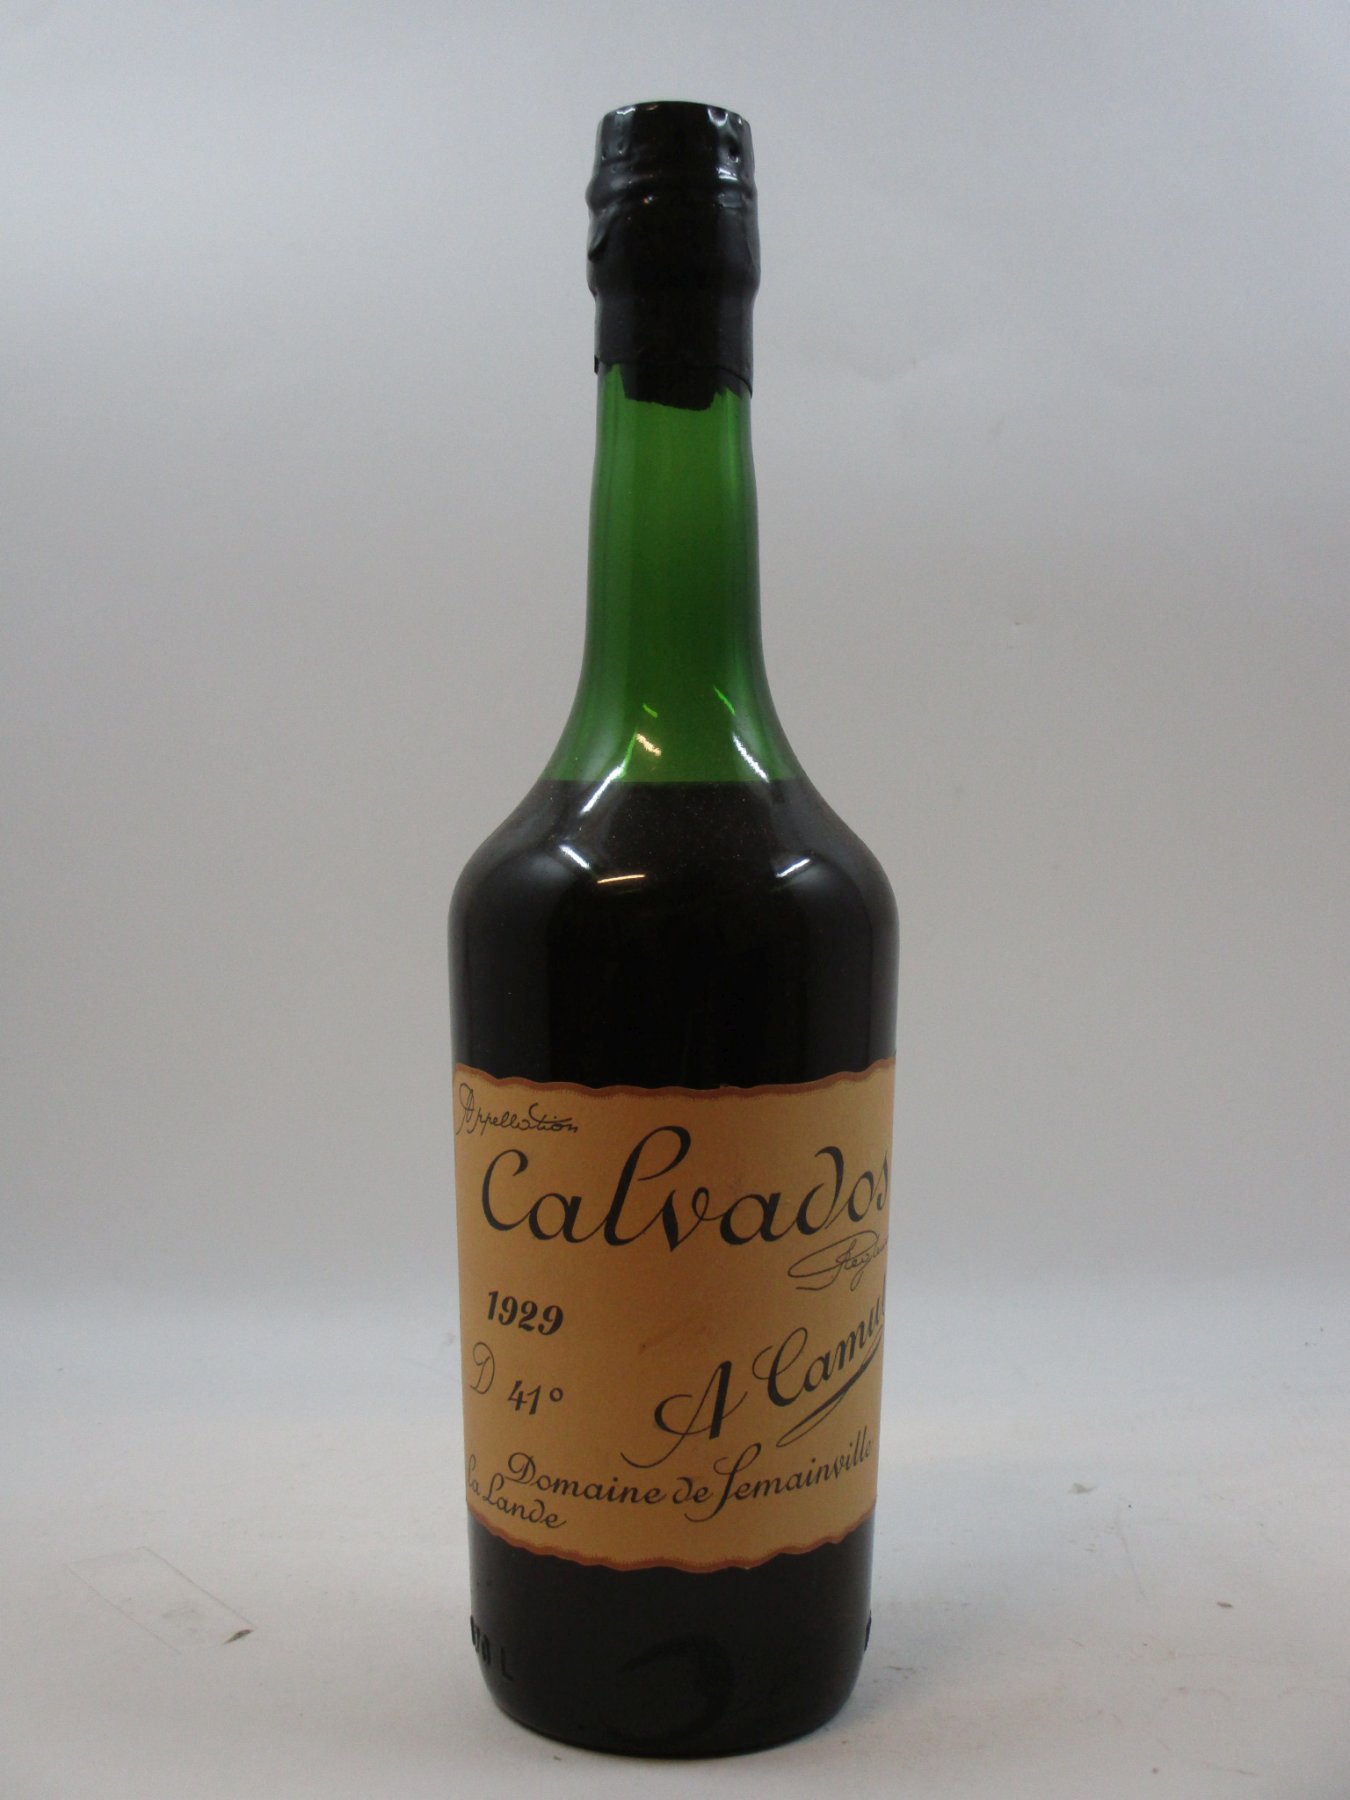 Appellation
Calvados
1929
D 41°
A Camut
Domaine de Semainville
La Lande